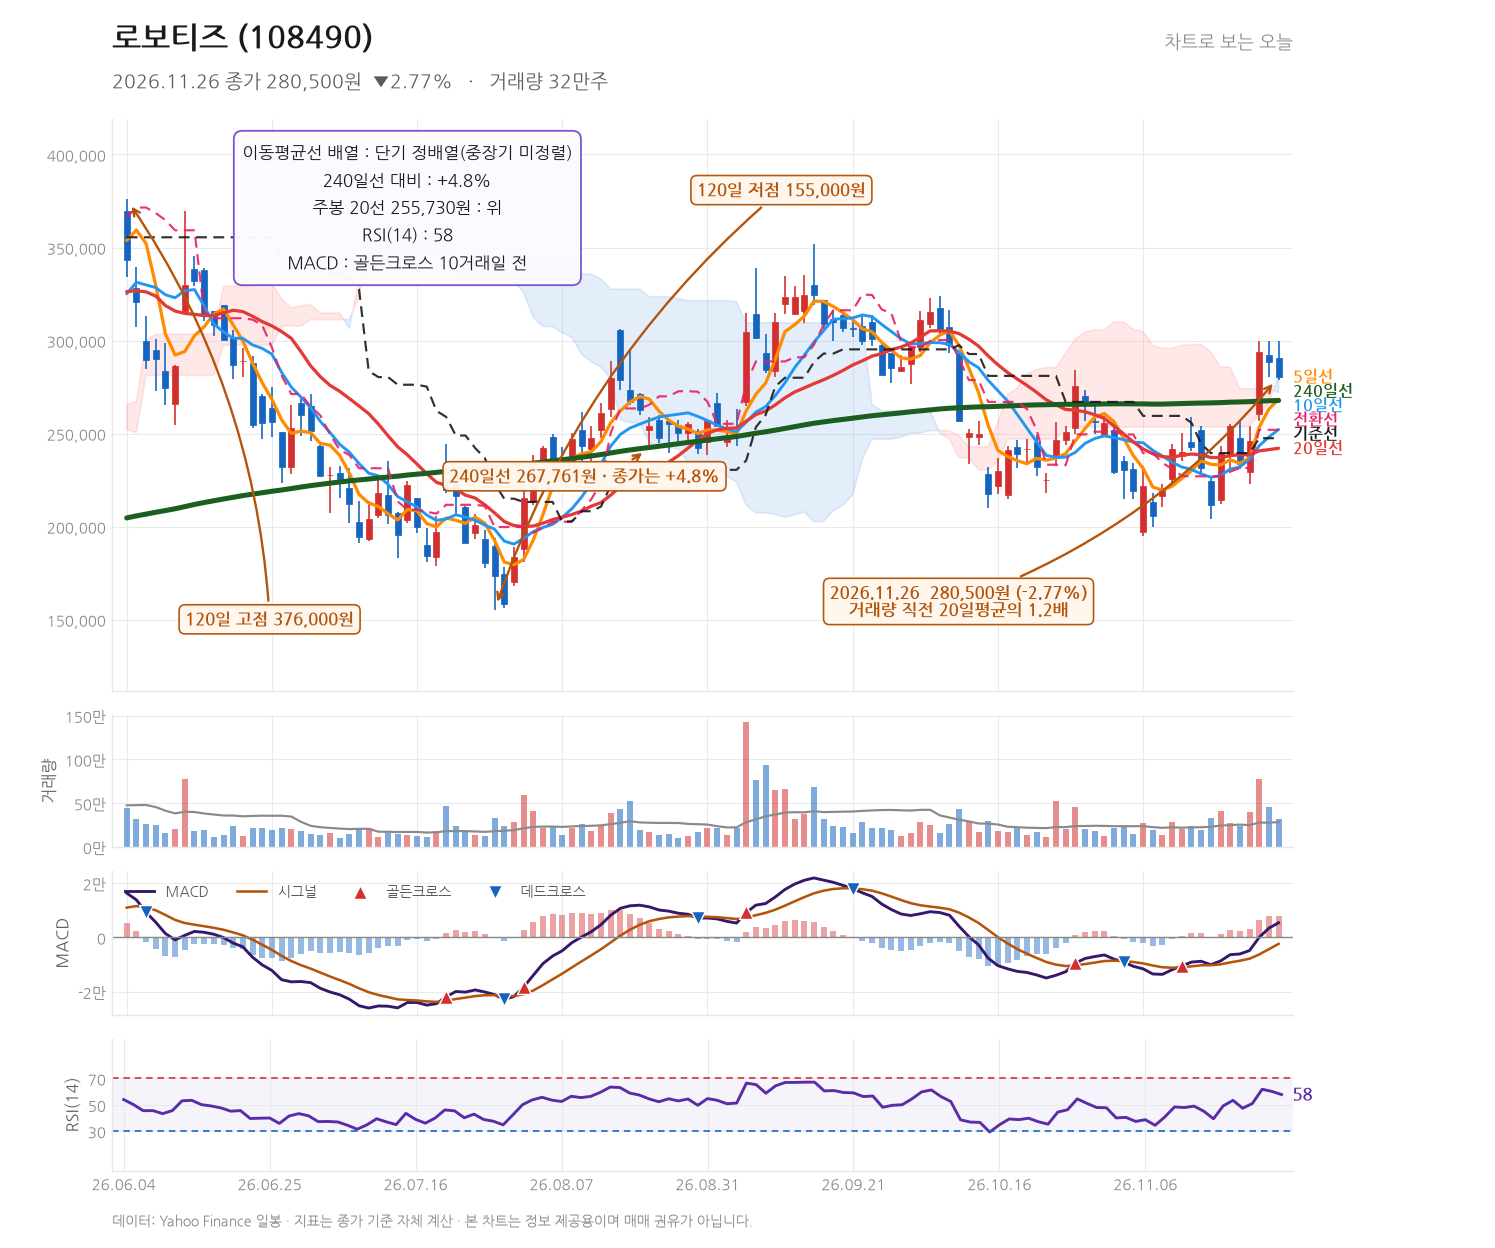 로보티즈 (108490)
차트로 보는 오늘
2026.11.26 종가 280,500원 ▼2.77% · 거래량 32만주
이동평균선 배열 : 단기 정배열(중장기 미정렬)
240일선 대비 : +4.8%
주봉 20선 255,730원 : 위
RSI(14) : 58
MACD : 골든크로스 10거래일 전
120일 저점 155,000원
240일선 267,761원 · 종가는 +4.8%
120일 고점 376,000원
2026.11.26 280,500원 (-2.77%)
거래량 직전 20일평균의 1.2배
400,000
350,000
300,000
250,000
200,000
150,000
5일선
240일선
10일선
전환선
기준선
20일선
거래량
150만
100만
50만
0만
MACD
2만
0
-2만
MACD
시그널
골든크로스
데드크로스
RSI(14)
70
50
30
58
26.06.04
26.06.25
26.07.16
26.08.07
26.08.31
26.09.21
26.10.16
26.11.06
데이터: Yahoo Finance 일봉 · 지표는 종가 기준 자체 계산 · 본 차트는 정보 제공용이며 매매 권유가 아닙니다.